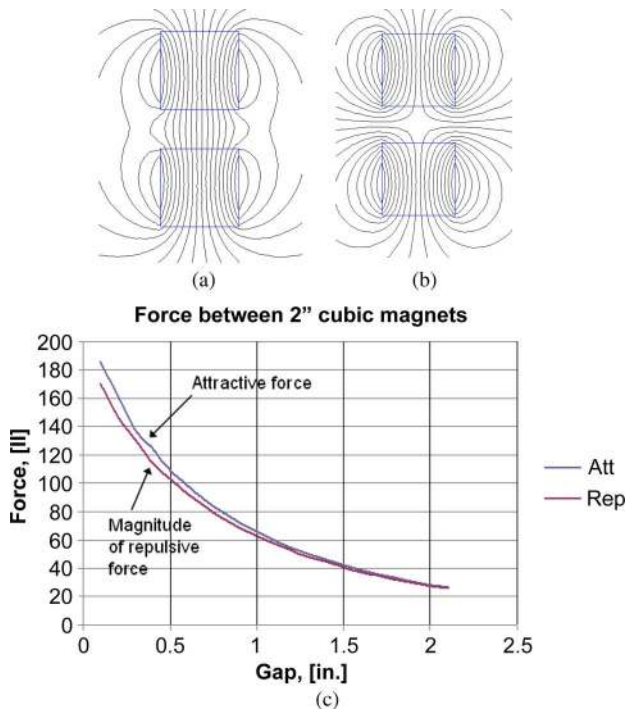 (a)
(b)
Force between 2” cubic magnets
200
180
160
140
120
100
80
60
40
20
0
Force, [II]
Attractive force
Magnitude
of repulsive
force
Att
Rep
0
0.5
1
1.5
2
2.5
Gap, [in.]
(c)